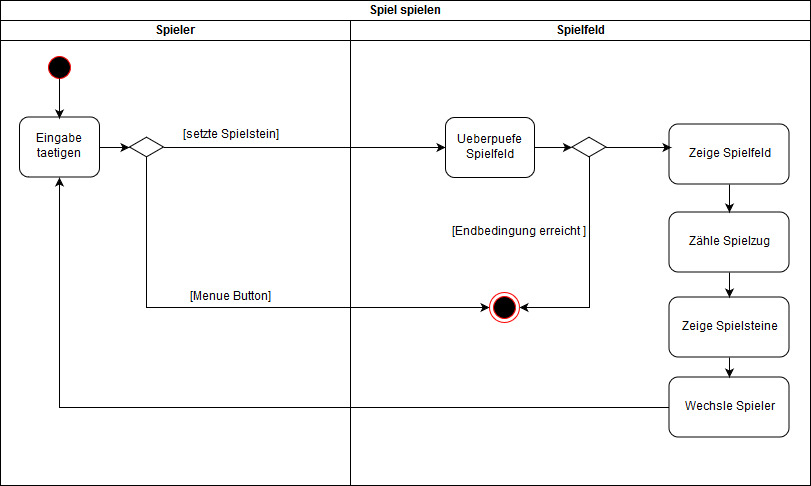 Spiel spielen
Spieler
Spielfeld
Eingabe
taetigen
[setzte Spielstein]
Ueberpuefe
Spielfeld
Zeige Spielfeld
[Endbedingung erreicht ]
Zähle Spielzug
[Menue Button]
Zeige Spielsteine
Wechsle Spieler